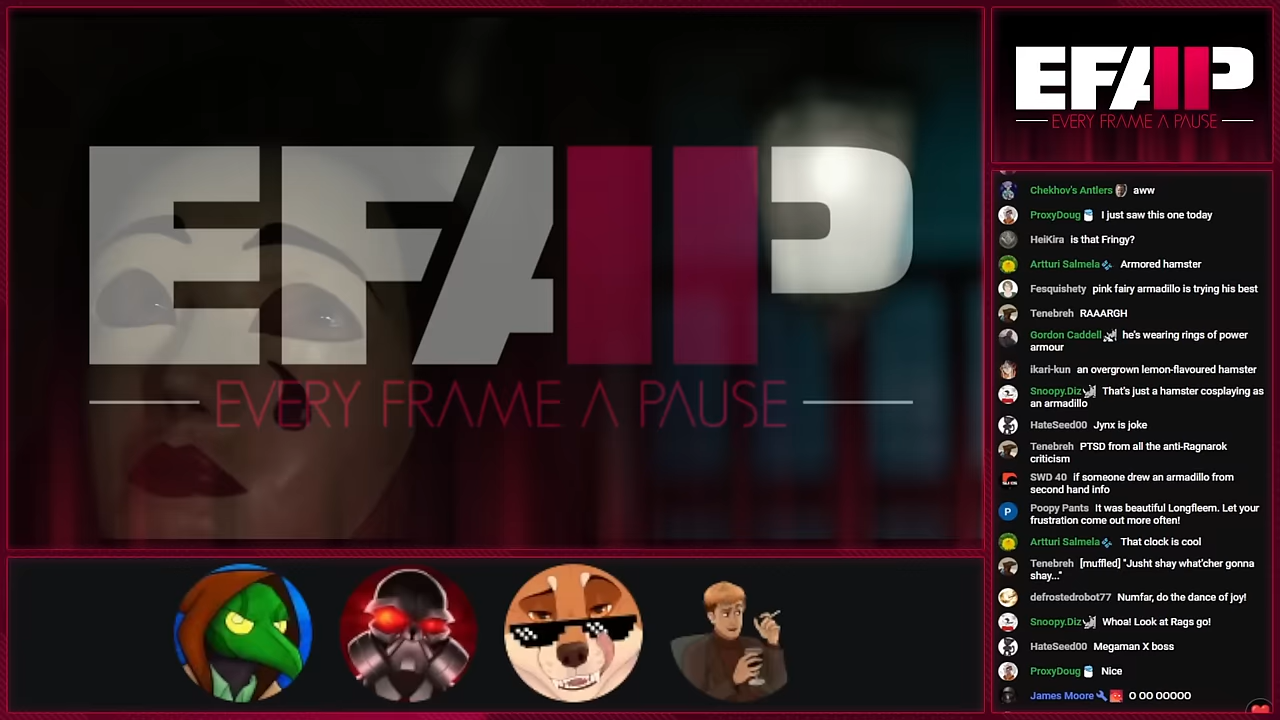 EFAP
EVERY FRAME A PAUSE
EFAP
EVERY FRAME A PAUSE
Chekhov's Antlers aww
ProxyDoug I just saw this one today
HeiKira is that Fringy?
Artturi Salmela Armored hamster
Fesquishety pink fairy armadillo is trying his best
Tenebreh RAAARGH
Gordon Caddell he's wearing rings of power
armour
ikari-kun an overgrown lemon-flavoured hamster
Snoopy.Diz That's just a hamster cosplaying as
an armadillo
HateSeed00 Jynx is joke
Tenebreh PTSD from all the anti-Ragnarok
criticism
SWD 40 if someone drew an armadillo from
second hand info
P
Poopy Pants It was beautiful Longfleem. Let your
frustration come out more often!
Artturi Salmela That clock is cool
Tenebreh [muffled] "Jusht shay what'cher gonna
shay..."
defrostedrobot77 Numfar, do the dance of joy!
Snoopy.Diz Whoa! Look at Rags go!
HateSeed00 Megaman X boss
ProxyDoug Nice
James Moore O OO OOOOO